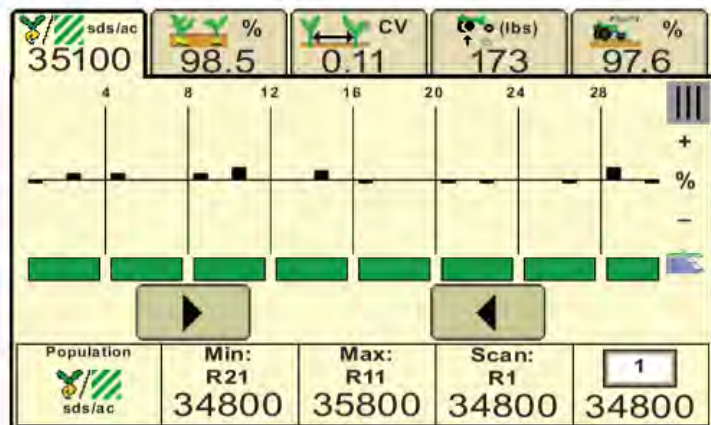 sds/ac % CV (lbs) %
35100 98.5 0.11 173 97.6
4 8 12 16 20 24 28
+
%
−
Population Min: Max: Scan:
R21 R11 R1 1
sds/ac 34800 35800 34800 34800